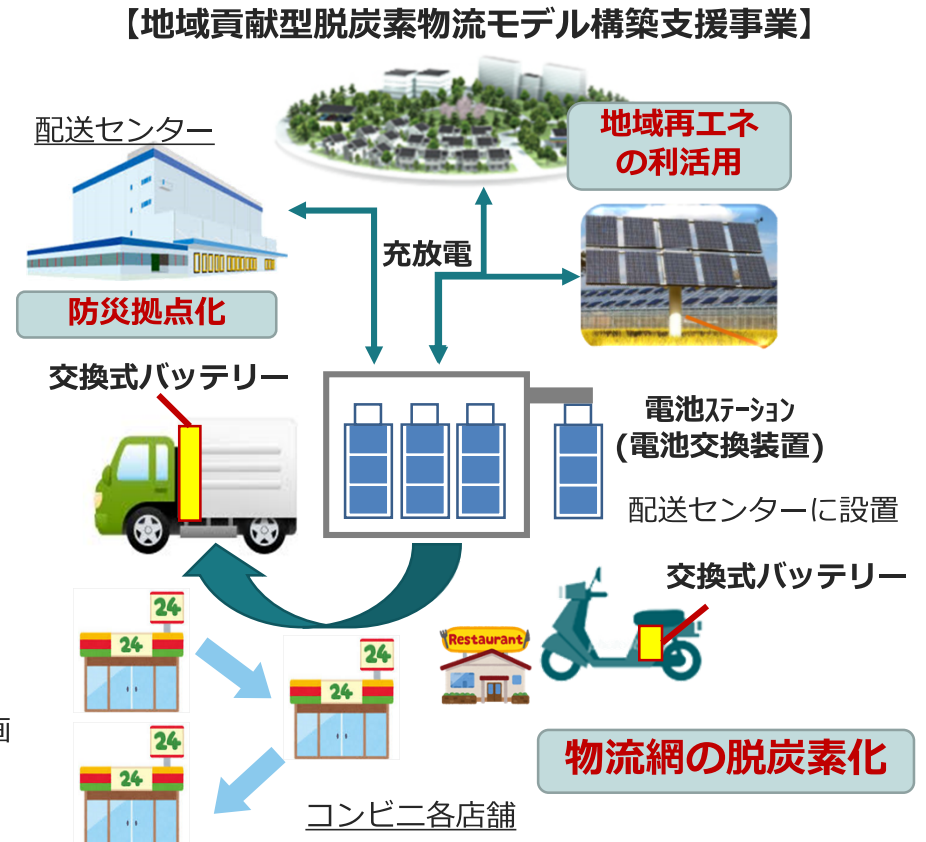 【地域貢献型脱炭素物流モデル構築支援事業】
配送センター
地域再エネ
の利活用
充放電
防災拠点化
交換式バッテリー
電池ステーション
(電池交換装置)
配送センターに設置
交換式バッテリー
24
24
24
24
Restaurant
画
24
24
物流網の脱炭素化
コンビニ各店舗